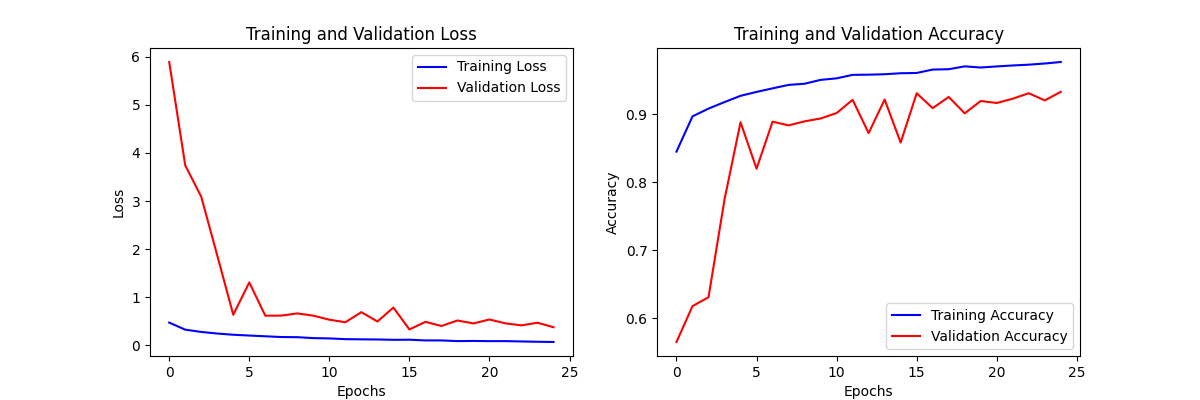 Training and Validation Loss
6
5
4
3
2
1
0
Loss
Training Loss
Validation Loss
0 5 10 15 20 25
Epochs
Training and Validation Accuracy
0.9
0.8
0.7
0.6
Accuracy
Training Accuracy
Validation Accuracy
0 5 10 15 20 25
Epochs